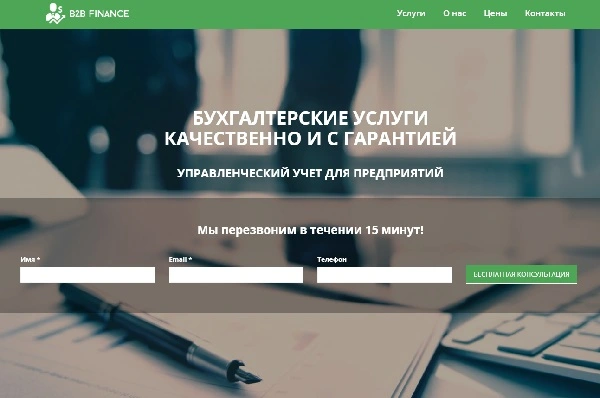 B2B FINANCE
Услуги О нас Цены Контакты
БУХГАЛТЕРСКИЕ УСЛУГИ
КАЧЕСТВЕННО И С ГАРАНТИЕЙ
УПРАВЛЕНЧЕСКИЙ УЧЕТ ДЛЯ ПРЕДПРИЯТИЙ
Мы перезвоним в течении 15 минут!
Имя * Email * Телефон
БЕСПЛАТНАЯ КОНСУЛЬТАЦИЯ